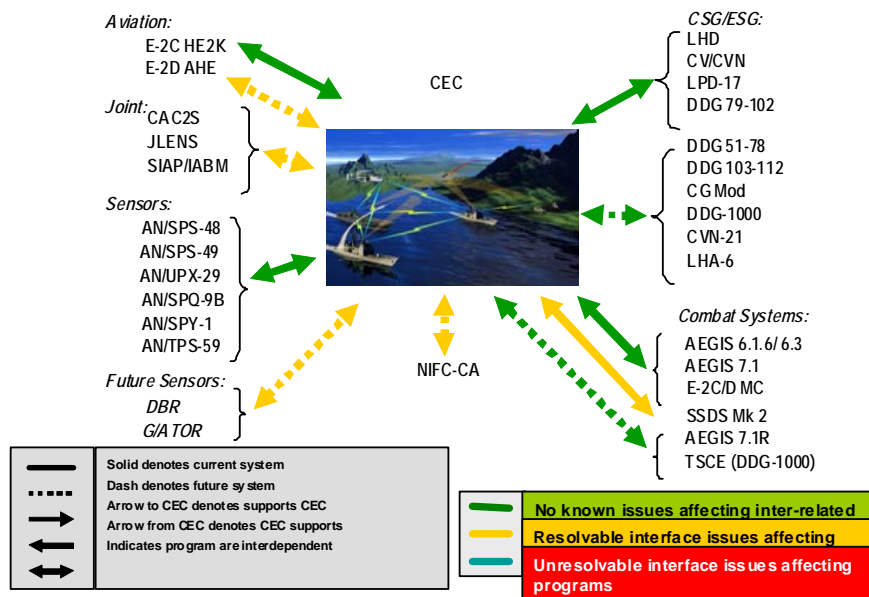 Aviation:
E-2C HE2K
E-2D AHE
Joint:
CAC2S
JLENS
SIAP/IABM
Sensors:
AN/SPS-48
AN/SPS-49
AN/UPX-29
AN/SPQ-9B
AN/SPY-1
AN/TPS-59
Future Sensors:
DBR
G/ATOR
CEC
NIFC-CA
CSG/ESG:
LHD
CV/CVN
LPD-17
DDG 79-102
DDG 51-78
DDG 103-112
CG Mod
DDG-1000
CVN-21
LHA-6
Combat Systems:
AEGIS 6.1.6/ 6.3
AEGIS 7.1
E-2C/D MC
SSDS Mk 2
AEGIS 7.1R
TSCE (DDG-1000)
Solid denotes current system
Dash denotes future system
Arrow to CEC denotes supports CEC
Arrow from CEC denotes CEC supports
Indicates program are interdependent
No known issues affecting inter-related
Resolvable interface issues affecting
Unresolvable interface issues affecting
programs